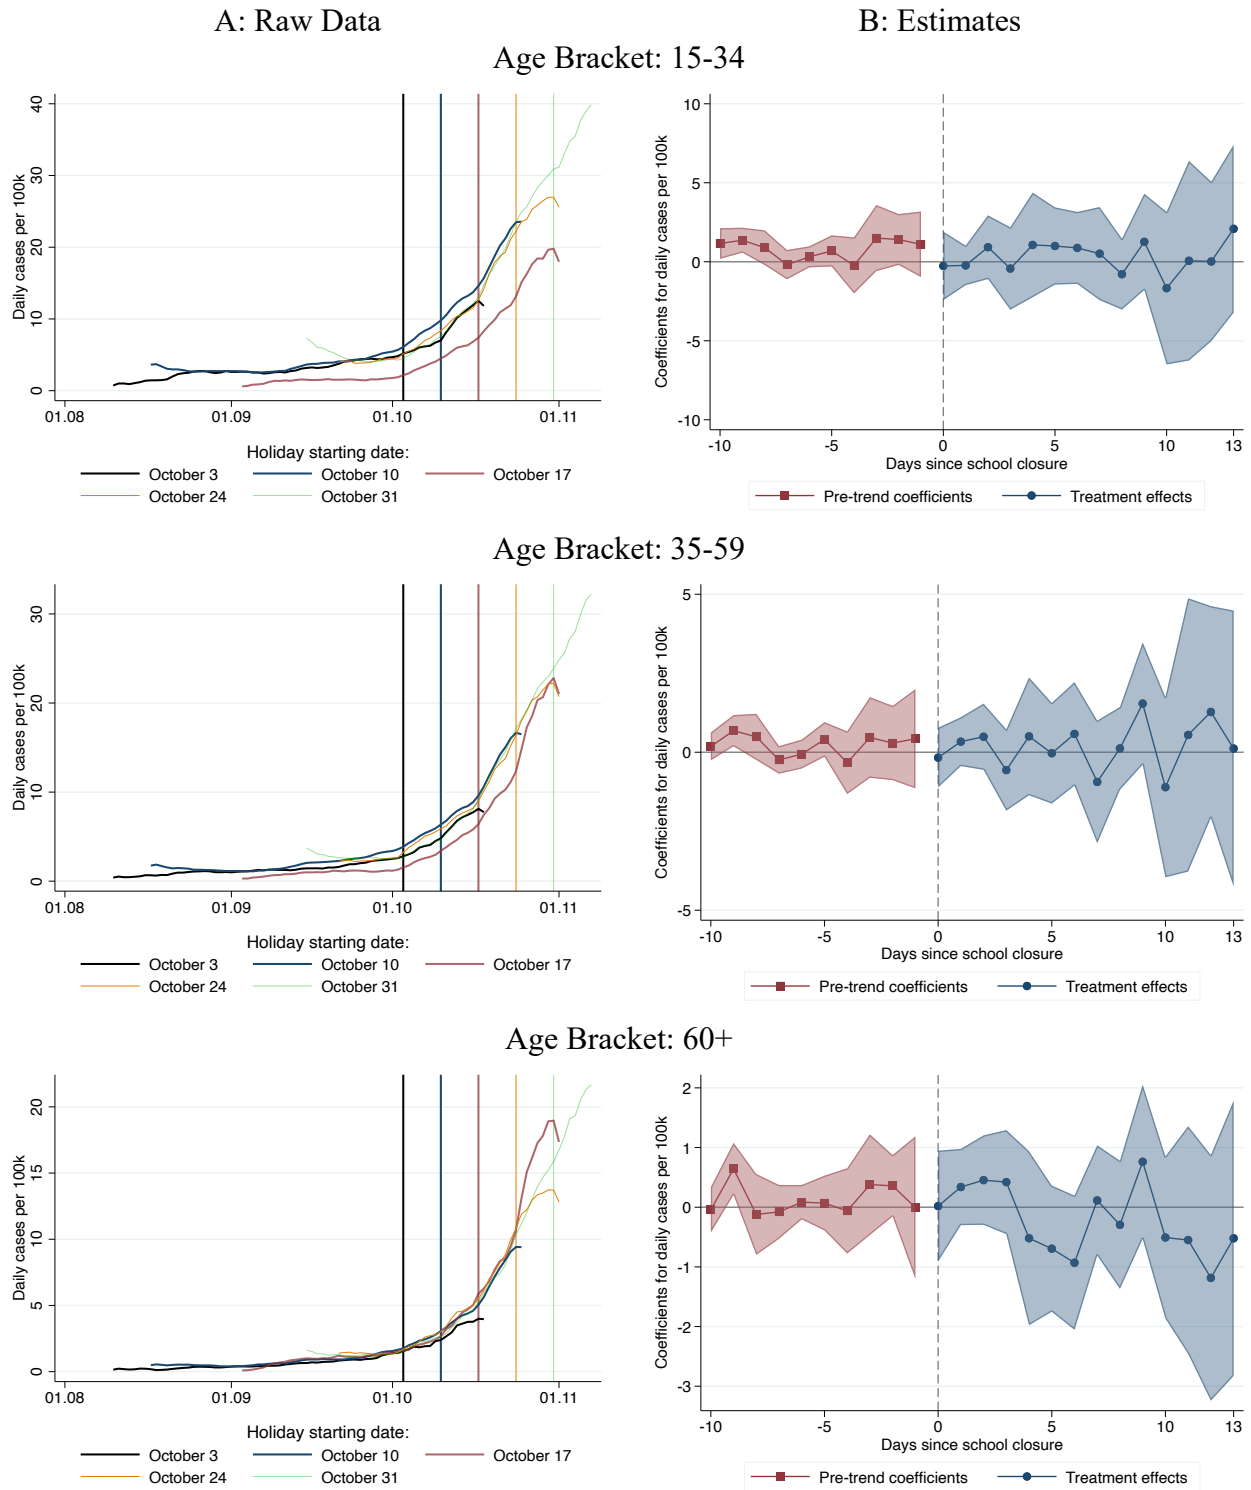 A: Raw Data
B: Estimates
Age Bracket: 15-34
Daily cases per 100k
40
30
20
10
0
01.08
01.09
01.10
01.11
Holiday starting date:
October 3
October 10
October 17
October 24
October 31
Coefficients for daily cases per 100k
10
5
0
-5
-10
-10
-5
0
5
10
13
Days since school closure
Pre-trend coefficients
Treatment effects
Age Bracket: 35-59
Daily cases per 100k
30
20
10
0
01.08
01.09
01.10
01.11
Holiday starting date:
October 3
October 10
October 17
October 24
October 31
Coefficients for daily cases per 100k
5
0
-5
-10
-5
0
5
10
13
Days since school closure
Pre-trend coefficients
Treatment effects
Age Bracket: 60+
Daily cases per 100k
20
15
10
5
0
01.08
01.09
01.10
01.11
Holiday starting date:
October 3
October 10
October 17
October 24
October 31
Coefficients for daily cases per 100k
2
1
0
-1
-2
-3
-10
-5
0
5
10
13
Days since school closure
Pre-trend coefficients
Treatment effects